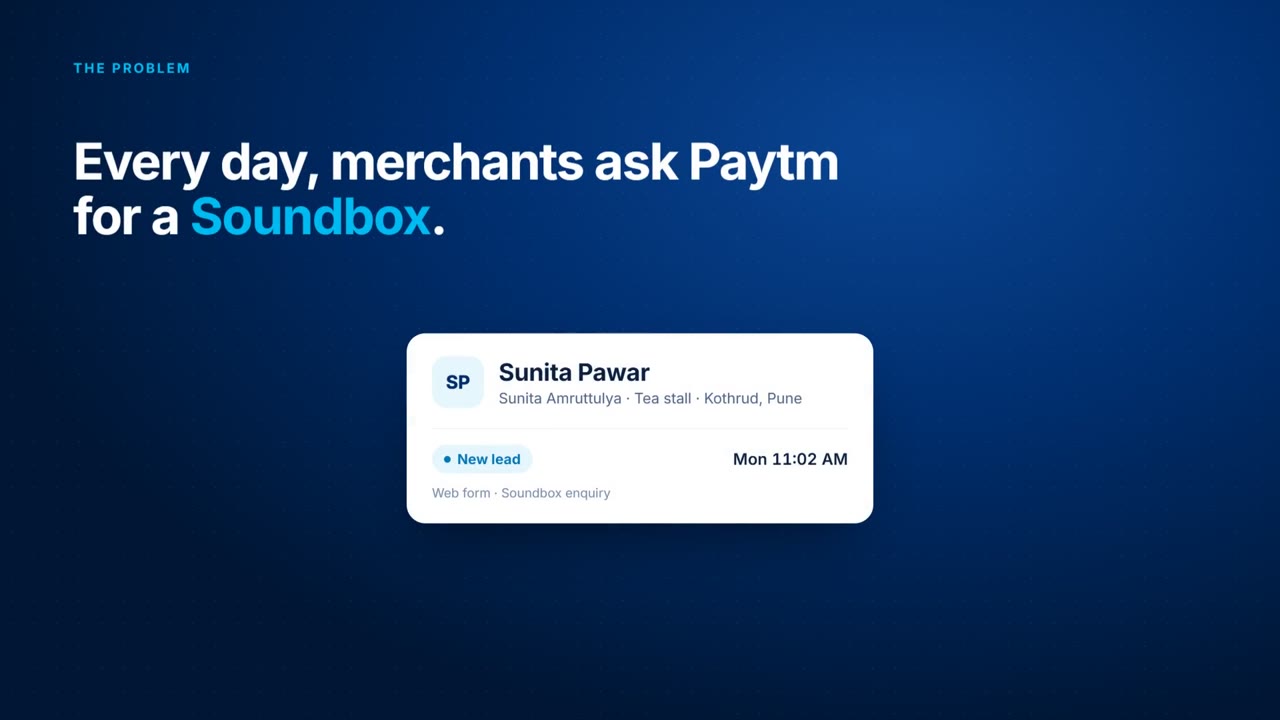 THE PROBLEM
Every day, merchants ask Paytm
for a Soundbox.
SP
Sunita Pawar
Sunita Amruttulya · Tea stall · Kothrud, Pune
New lead
Mon 11:02 AM
Web form · Soundbox enquiry